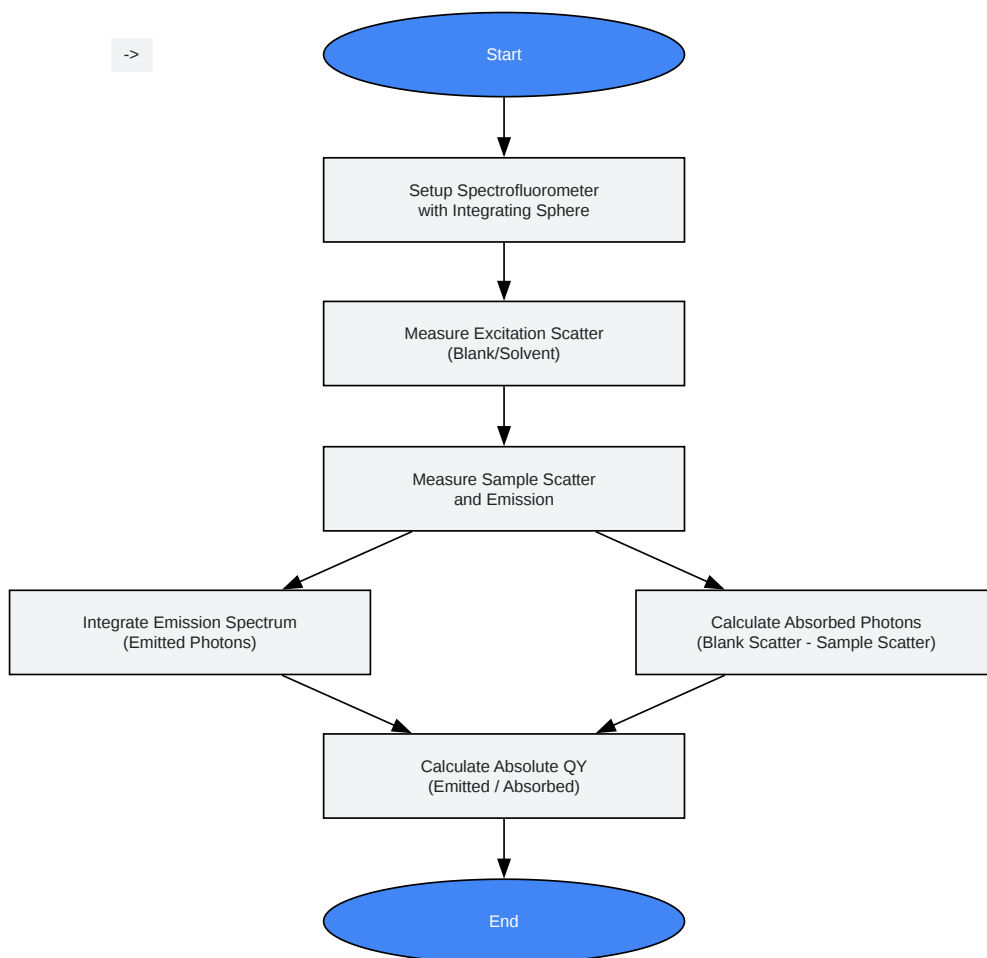 ->
Start
Setup Spectrofluorometer
with Integrating Sphere
Measure Excitation Scatter
(Blank/Solvent)
Measure Sample Scatter
and Emission
Integrate Emission Spectrum
(Emitted Photons)
Calculate Absorbed Photons
(Blank Scatter - Sample Scatter)
Calculate Absolute QY
(Emitted / Absorbed)
End